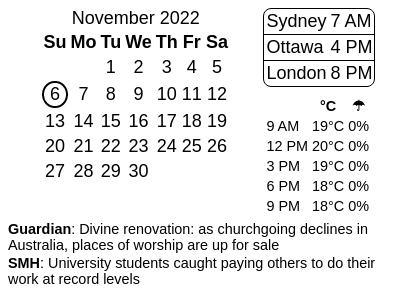 November 2022
Su Mo Tu We Th Fr Sa
1 2 3 4 5
6 7 8 9 10 11 12
13 14 15 16 17 18 19
20 21 22 23 24 25 26
27 28 29 30
Sydney 7 AM
Ottawa 4 PM
London 8 PM
°C ☂
9 AM 19°C 0%
12 PM 20°C 0%
3 PM 19°C 0%
6 PM 18°C 0%
9 PM 18°C 0%
Guardian: Divine renovation: as churchgoing declines in
Australia, places of worship are up for sale
SMH: University students caught paying others to do their
work at record levels